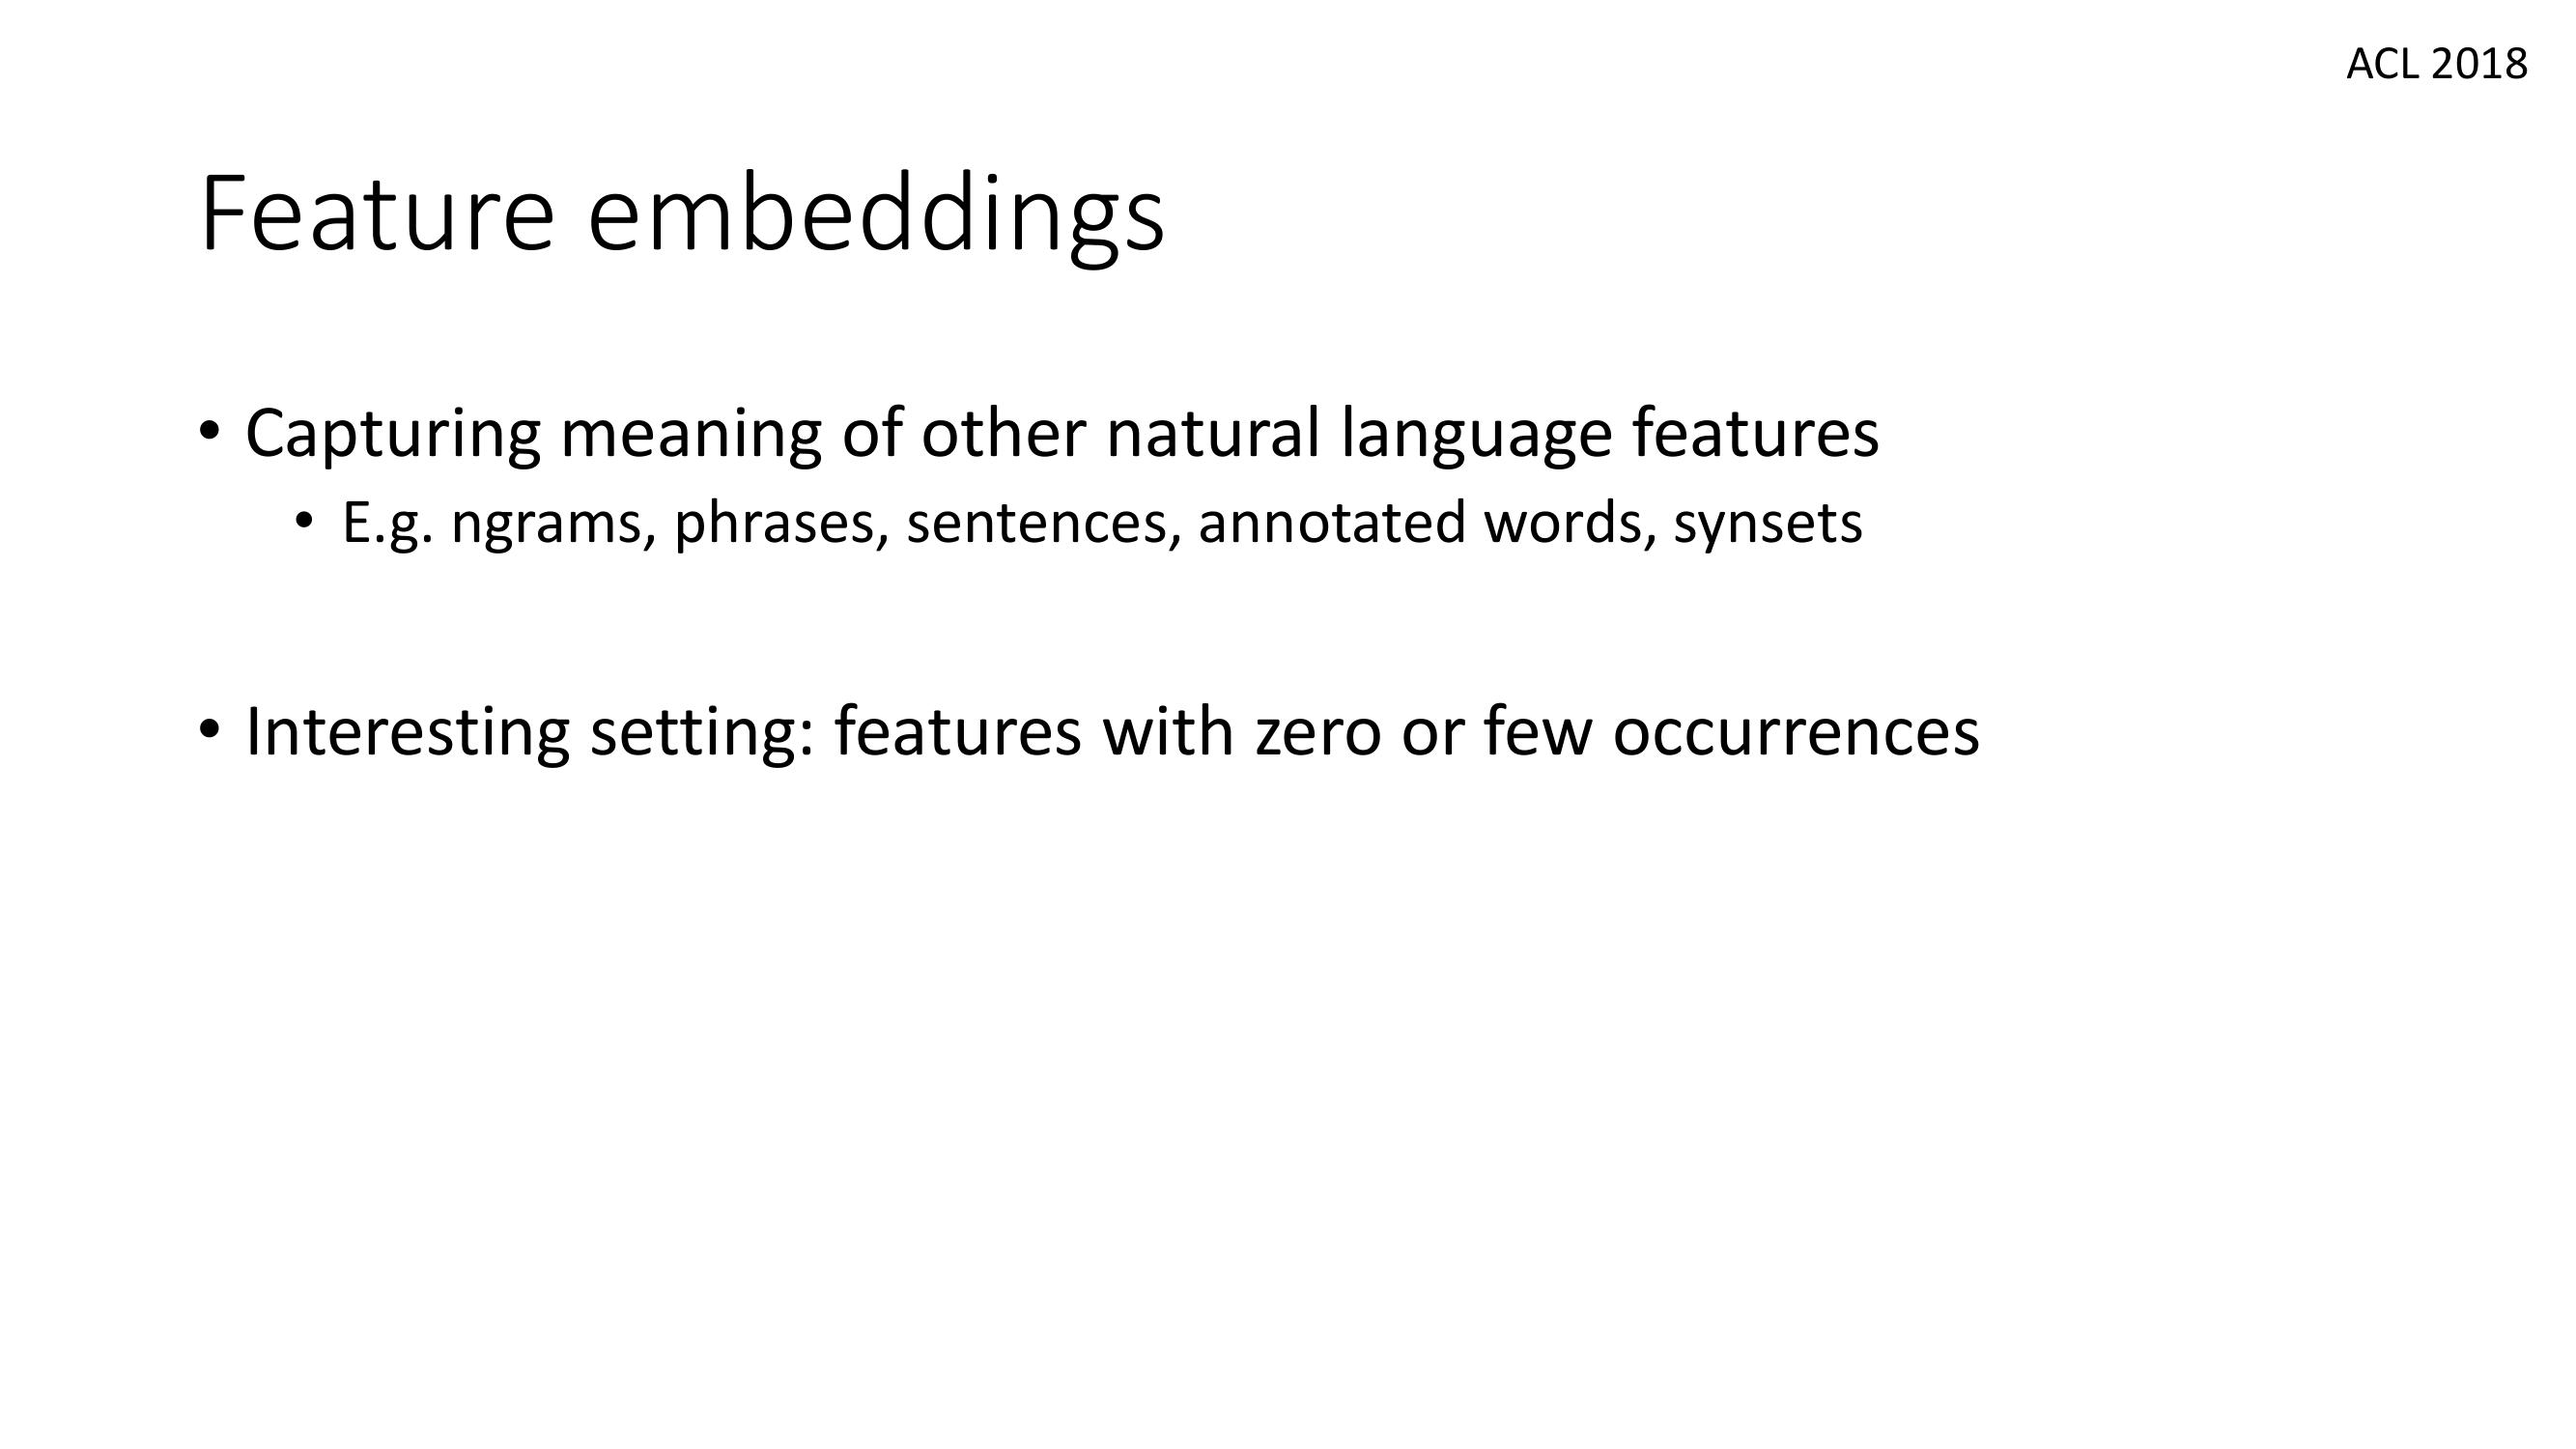 ACL 2018
Feature embeddings
• Capturing meaning of other natural language features
• E.g. ngrams, phrases, sentences, annotated words, synsets
• Interesting setting: features with zero or few occurrences